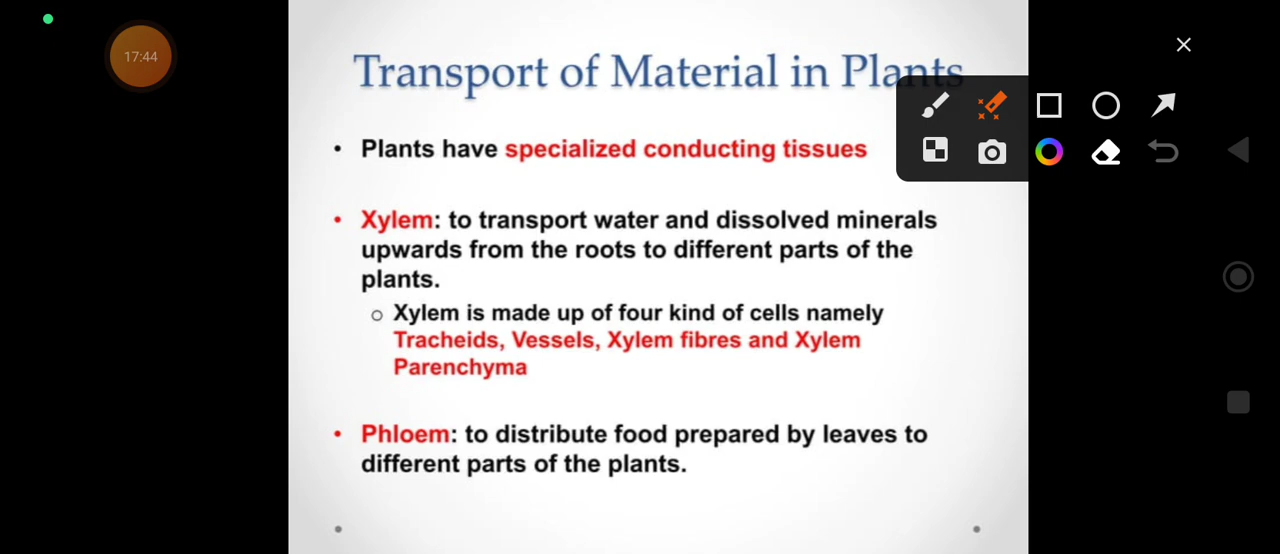 17:44
Transport of Material in Plants
• Plants have specialized conducting tissues
• Xylem: to transport water and dissolved minerals
upwards from the roots to different parts of the
plants.
o Xylem is made up of four kind of cells namely
Tracheids, Vessels, Xylem fibres and Xylem
Parenchyma
• Phloem: to distribute food prepared by leaves to
different parts of the plants.